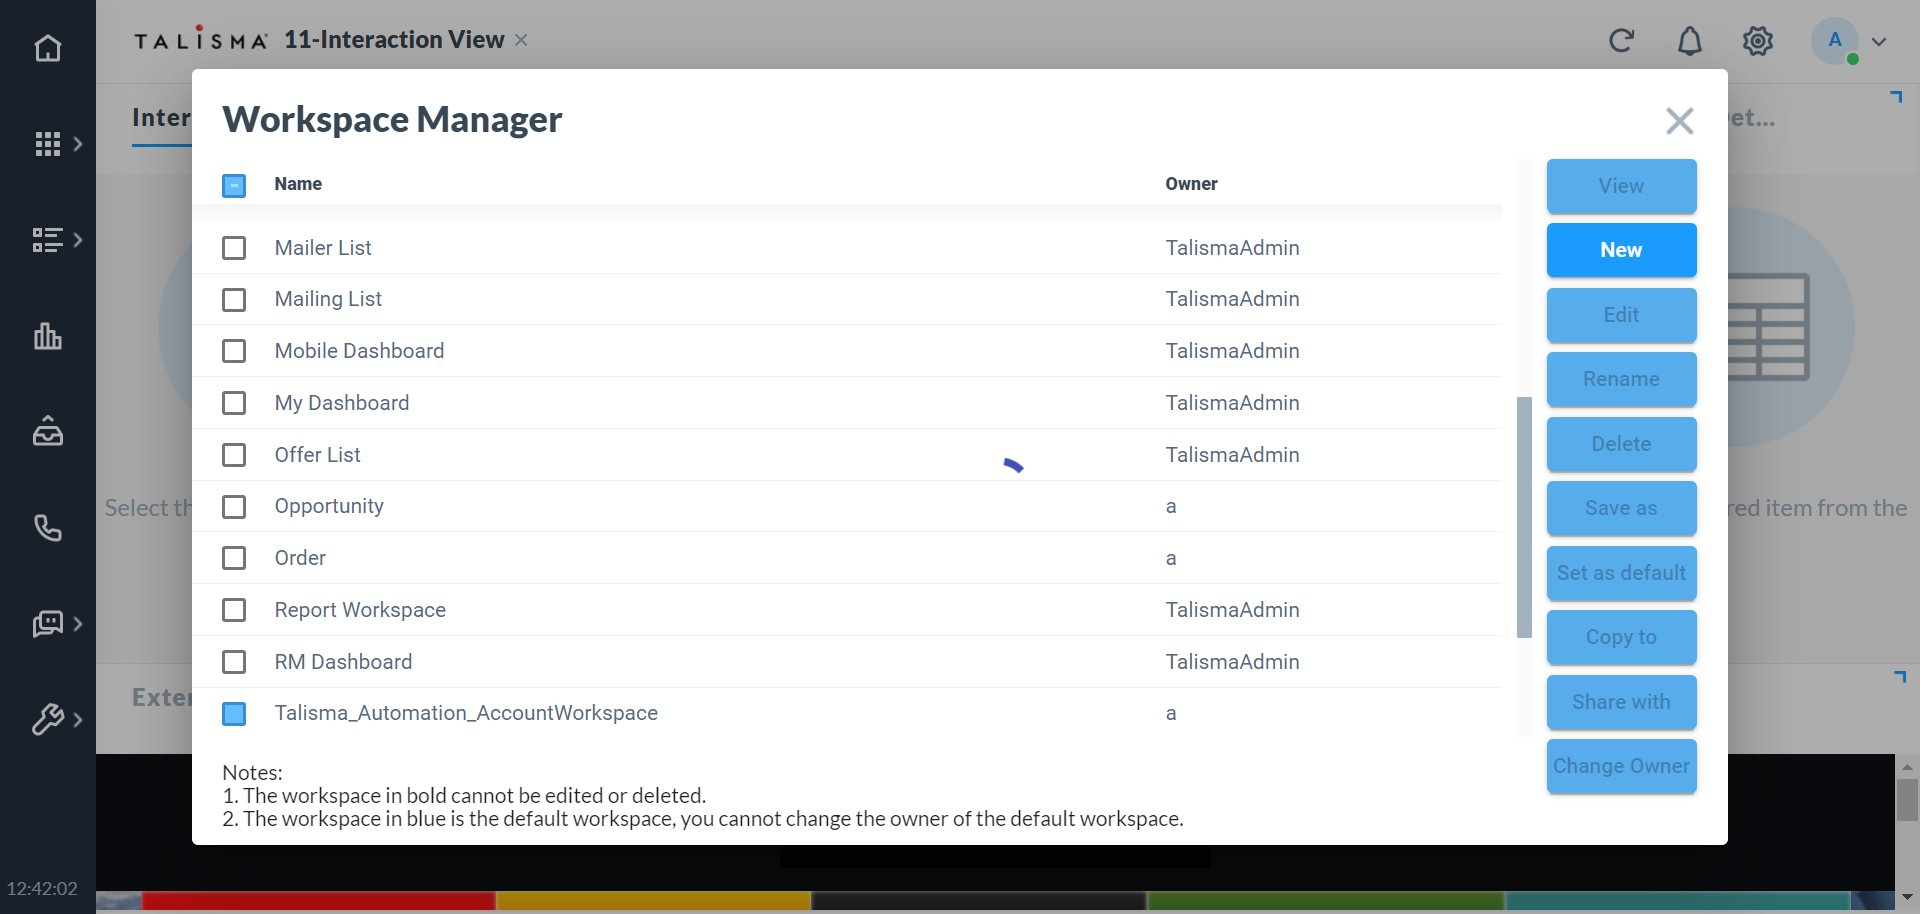 TALISMA 11-Interaction View
A
Inter
et...
Workspace Manager
Name Owner
Mailer List TalismaAdmin
Mailing List TalismaAdmin
Mobile Dashboard TalismaAdmin
My Dashboard TalismaAdmin
Offer List TalismaAdmin
Opportunity a
Order a
Report Workspace TalismaAdmin
RM Dashboard TalismaAdmin
Talisma_Automation_AccountWorkspace a
View
New
Edit
Rename
Delete
Save as
Set as default
Copy to
Share with
Change Owner
Select th
red item from the
Exter
Notes:
1. The workspace in bold cannot be edited or deleted.
2. The workspace in blue is the default workspace, you cannot change the owner of the default workspace.
12:42:02